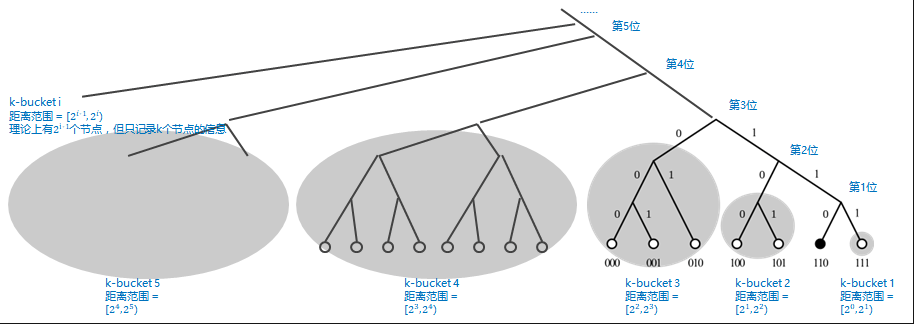 ......
第5位
第4位
k-bucket i
距离范围 = [2^{i-1}, 2^i)
理论上有2^{i-1}个节点，但只记录k个节点的信息
第3位
0 1
第2位
0 1 0 1
第1位
0 1 0 1 0 1
000 001 010 100 101 110 111
k-bucket 5
距离范围 =
[2^4,2^5)
k-bucket 4
距离范围 =
[2^3,2^4)
k-bucket 3
距离范围 =
[2^2,2^3)
k-bucket 2
距离范围 =
[2^1,2^2)
k-bucket 1
距离范围 =
[2^0,2^1)